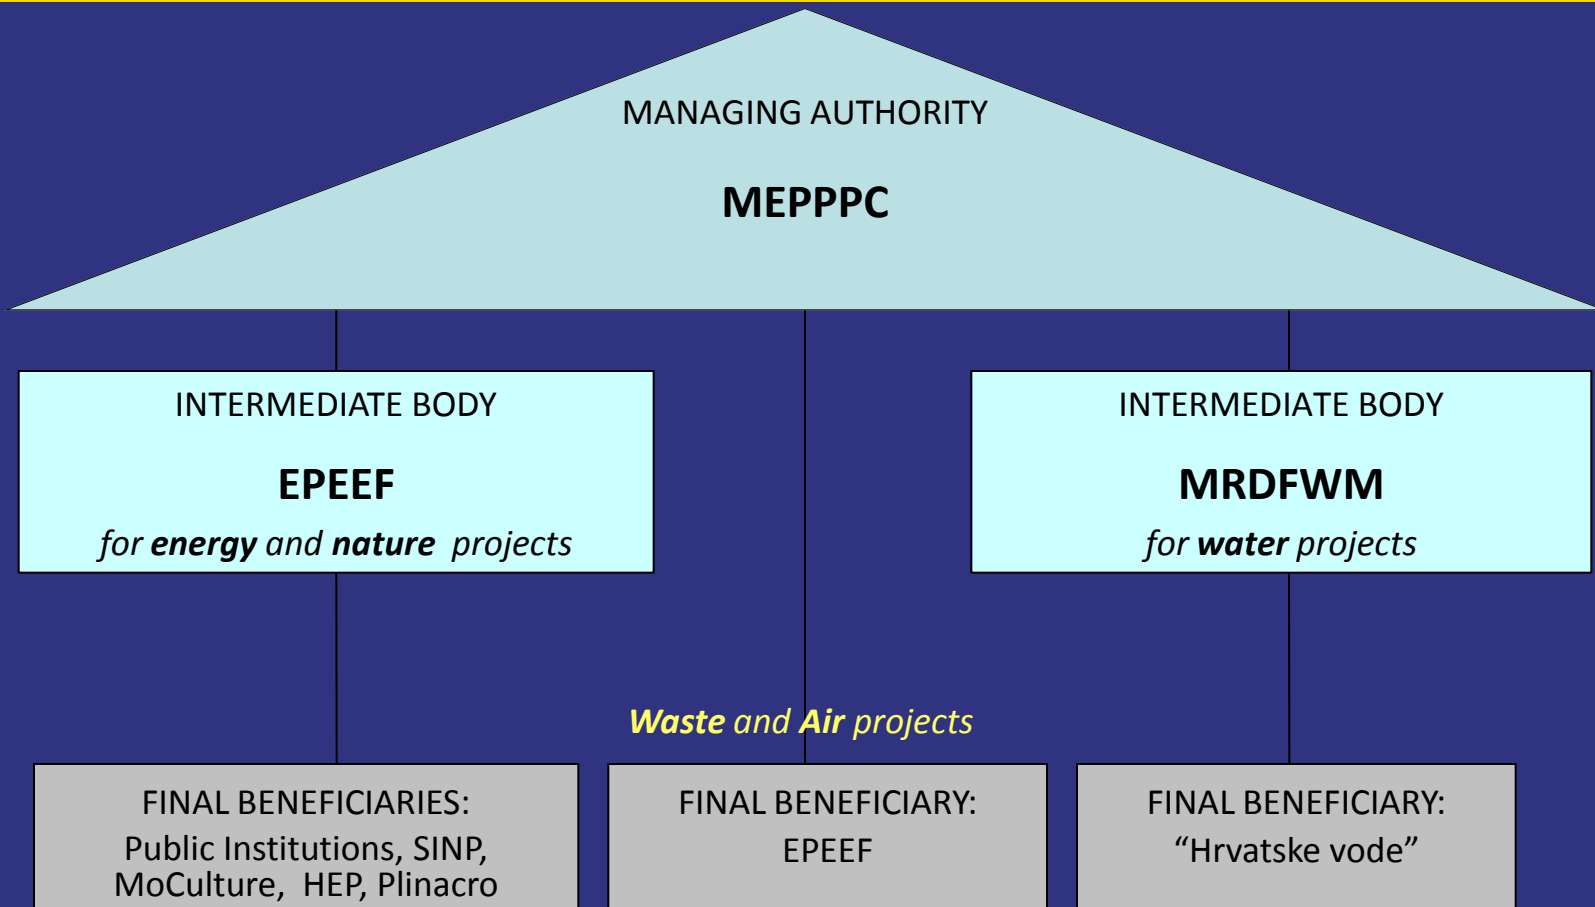 MANAGING AUTHORITY
MEPPPC
INTERMEDIATE BODY
EPEEF
for energy and nature projects
INTERMEDIATE BODY
MRDFWM
for water projects
Waste and Air projects
FINAL BENEFICIARIES:
Public Institutions, SINP,
MoCulture, HEP, Plinacro
FINAL BENEFICIARY:
EPEEF
FINAL BENEFICIARY:
“Hrvatske vode”